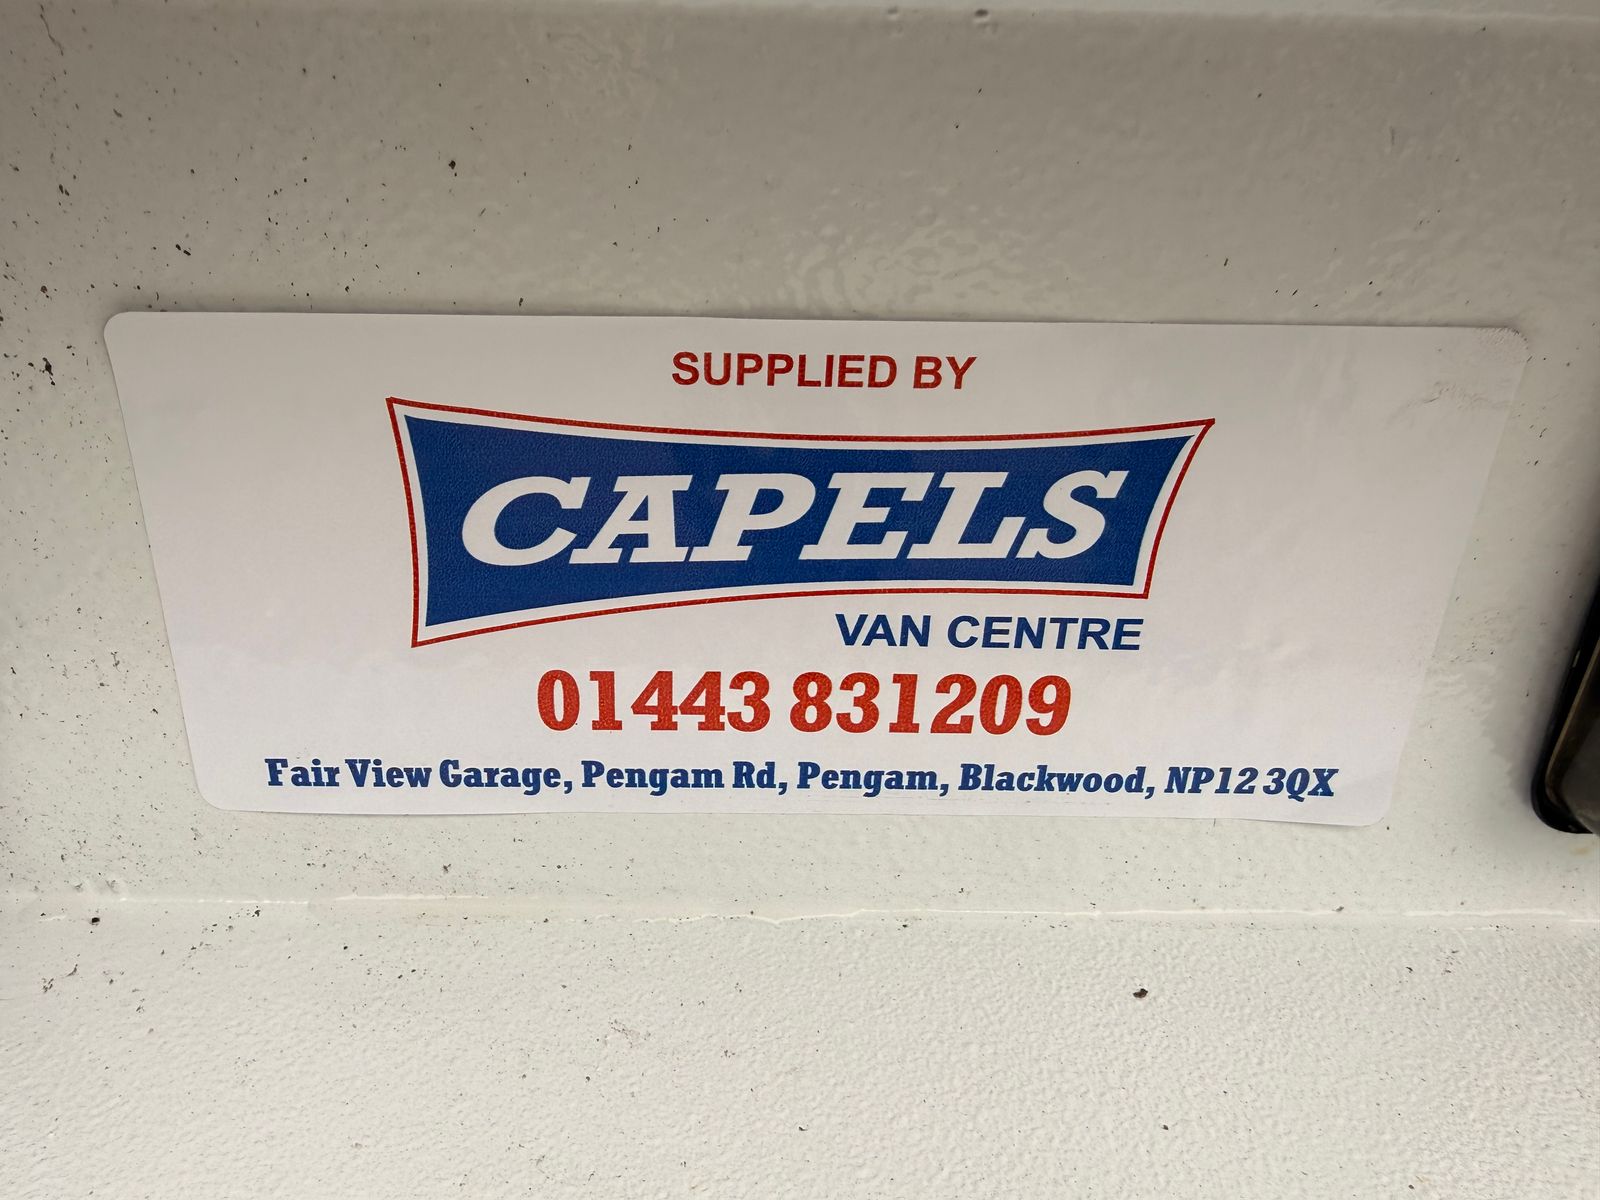 SUPPLIED BY
CAPELS
VAN CENTRE
01443 831209
Fair View Garage, Pengam Rd, Pengam, Blackwood, NP12 3QX